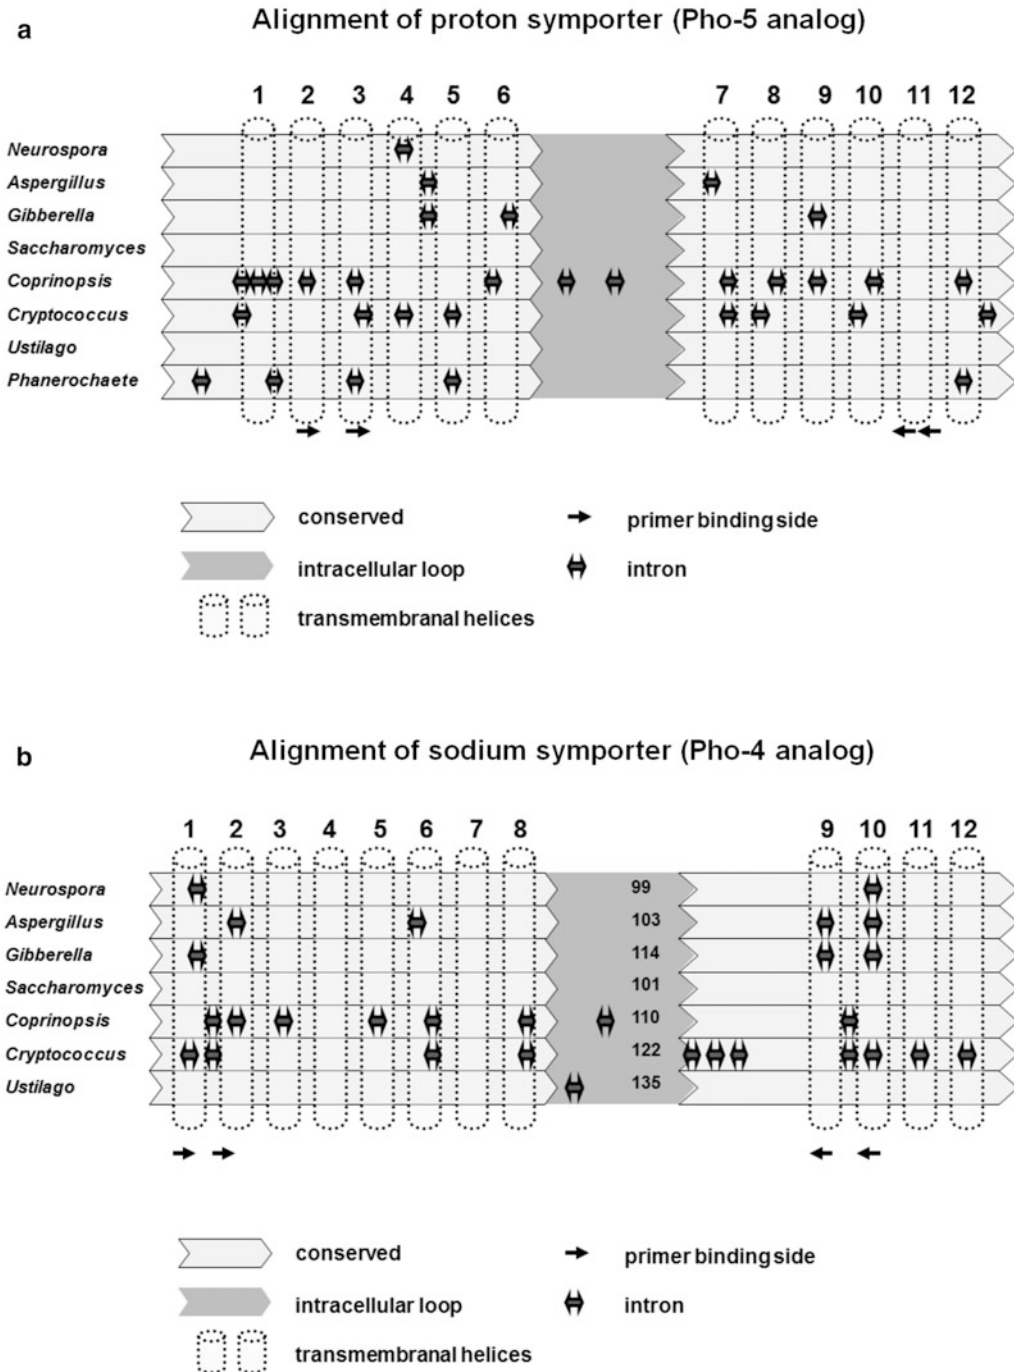 a
Alignment of proton symporter (Pho-5 analog)
1 2 3 4 5 6 7 8 9 10 11 12
Neurospora
Aspergillus
Gibberella
Saccharomyces
Coprinopsis
Cryptococcus
Ustilago
Phanerochaete
conserved
primer binding side
intracellular loop
intron
transmembranal helices
b
Alignment of sodium symporter (Pho-4 analog)
1 2 3 4 5 6 7 8 9 10 11 12
Neurospora 99
Aspergillus 103
Gibberella 114
Saccharomyces 101
Coprinopsis 110
Cryptococcus 122
Ustilago 135
conserved
primer binding side
intracellular loop
intron
transmembranal helices